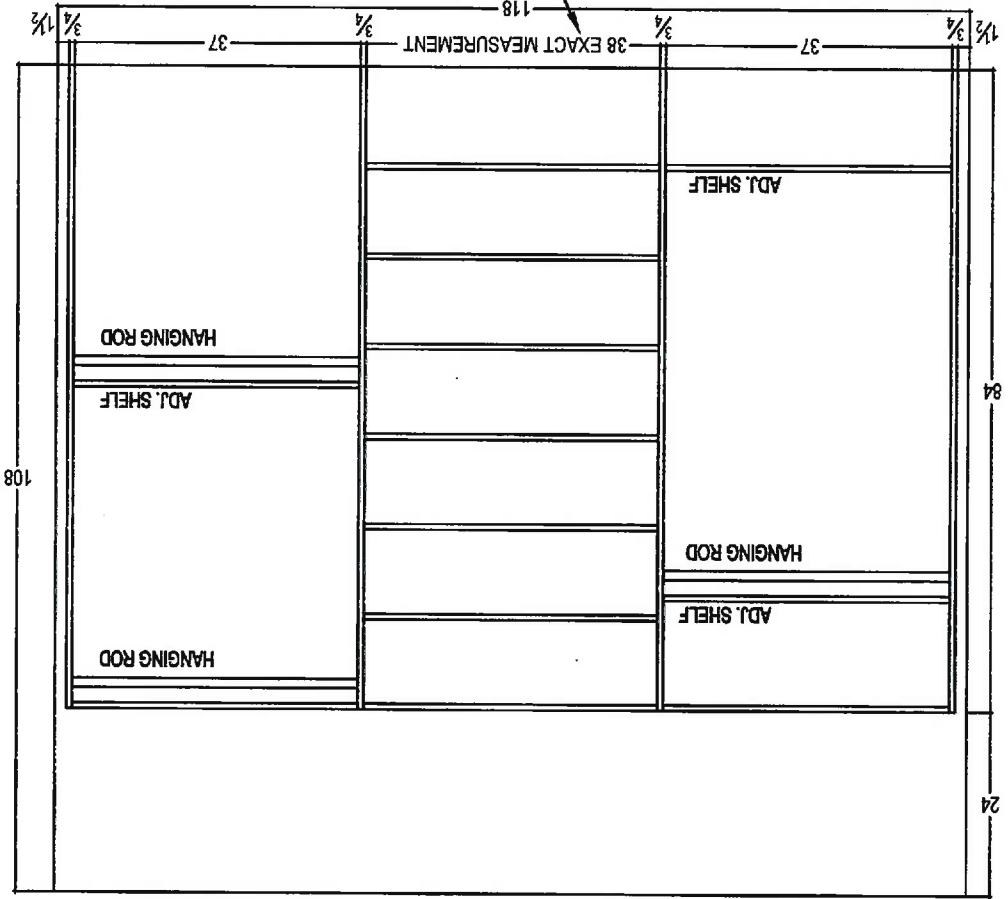 24
HANGING ROD
ADJ. SHELF
HANGING ROD
108
ADJ. SHELF
84
HANGING ROD
ADJ. SHELF
37 38 EXACT MEASUREMENT 37
1½ ¾ ¾ ¾ ¾ 1½
118